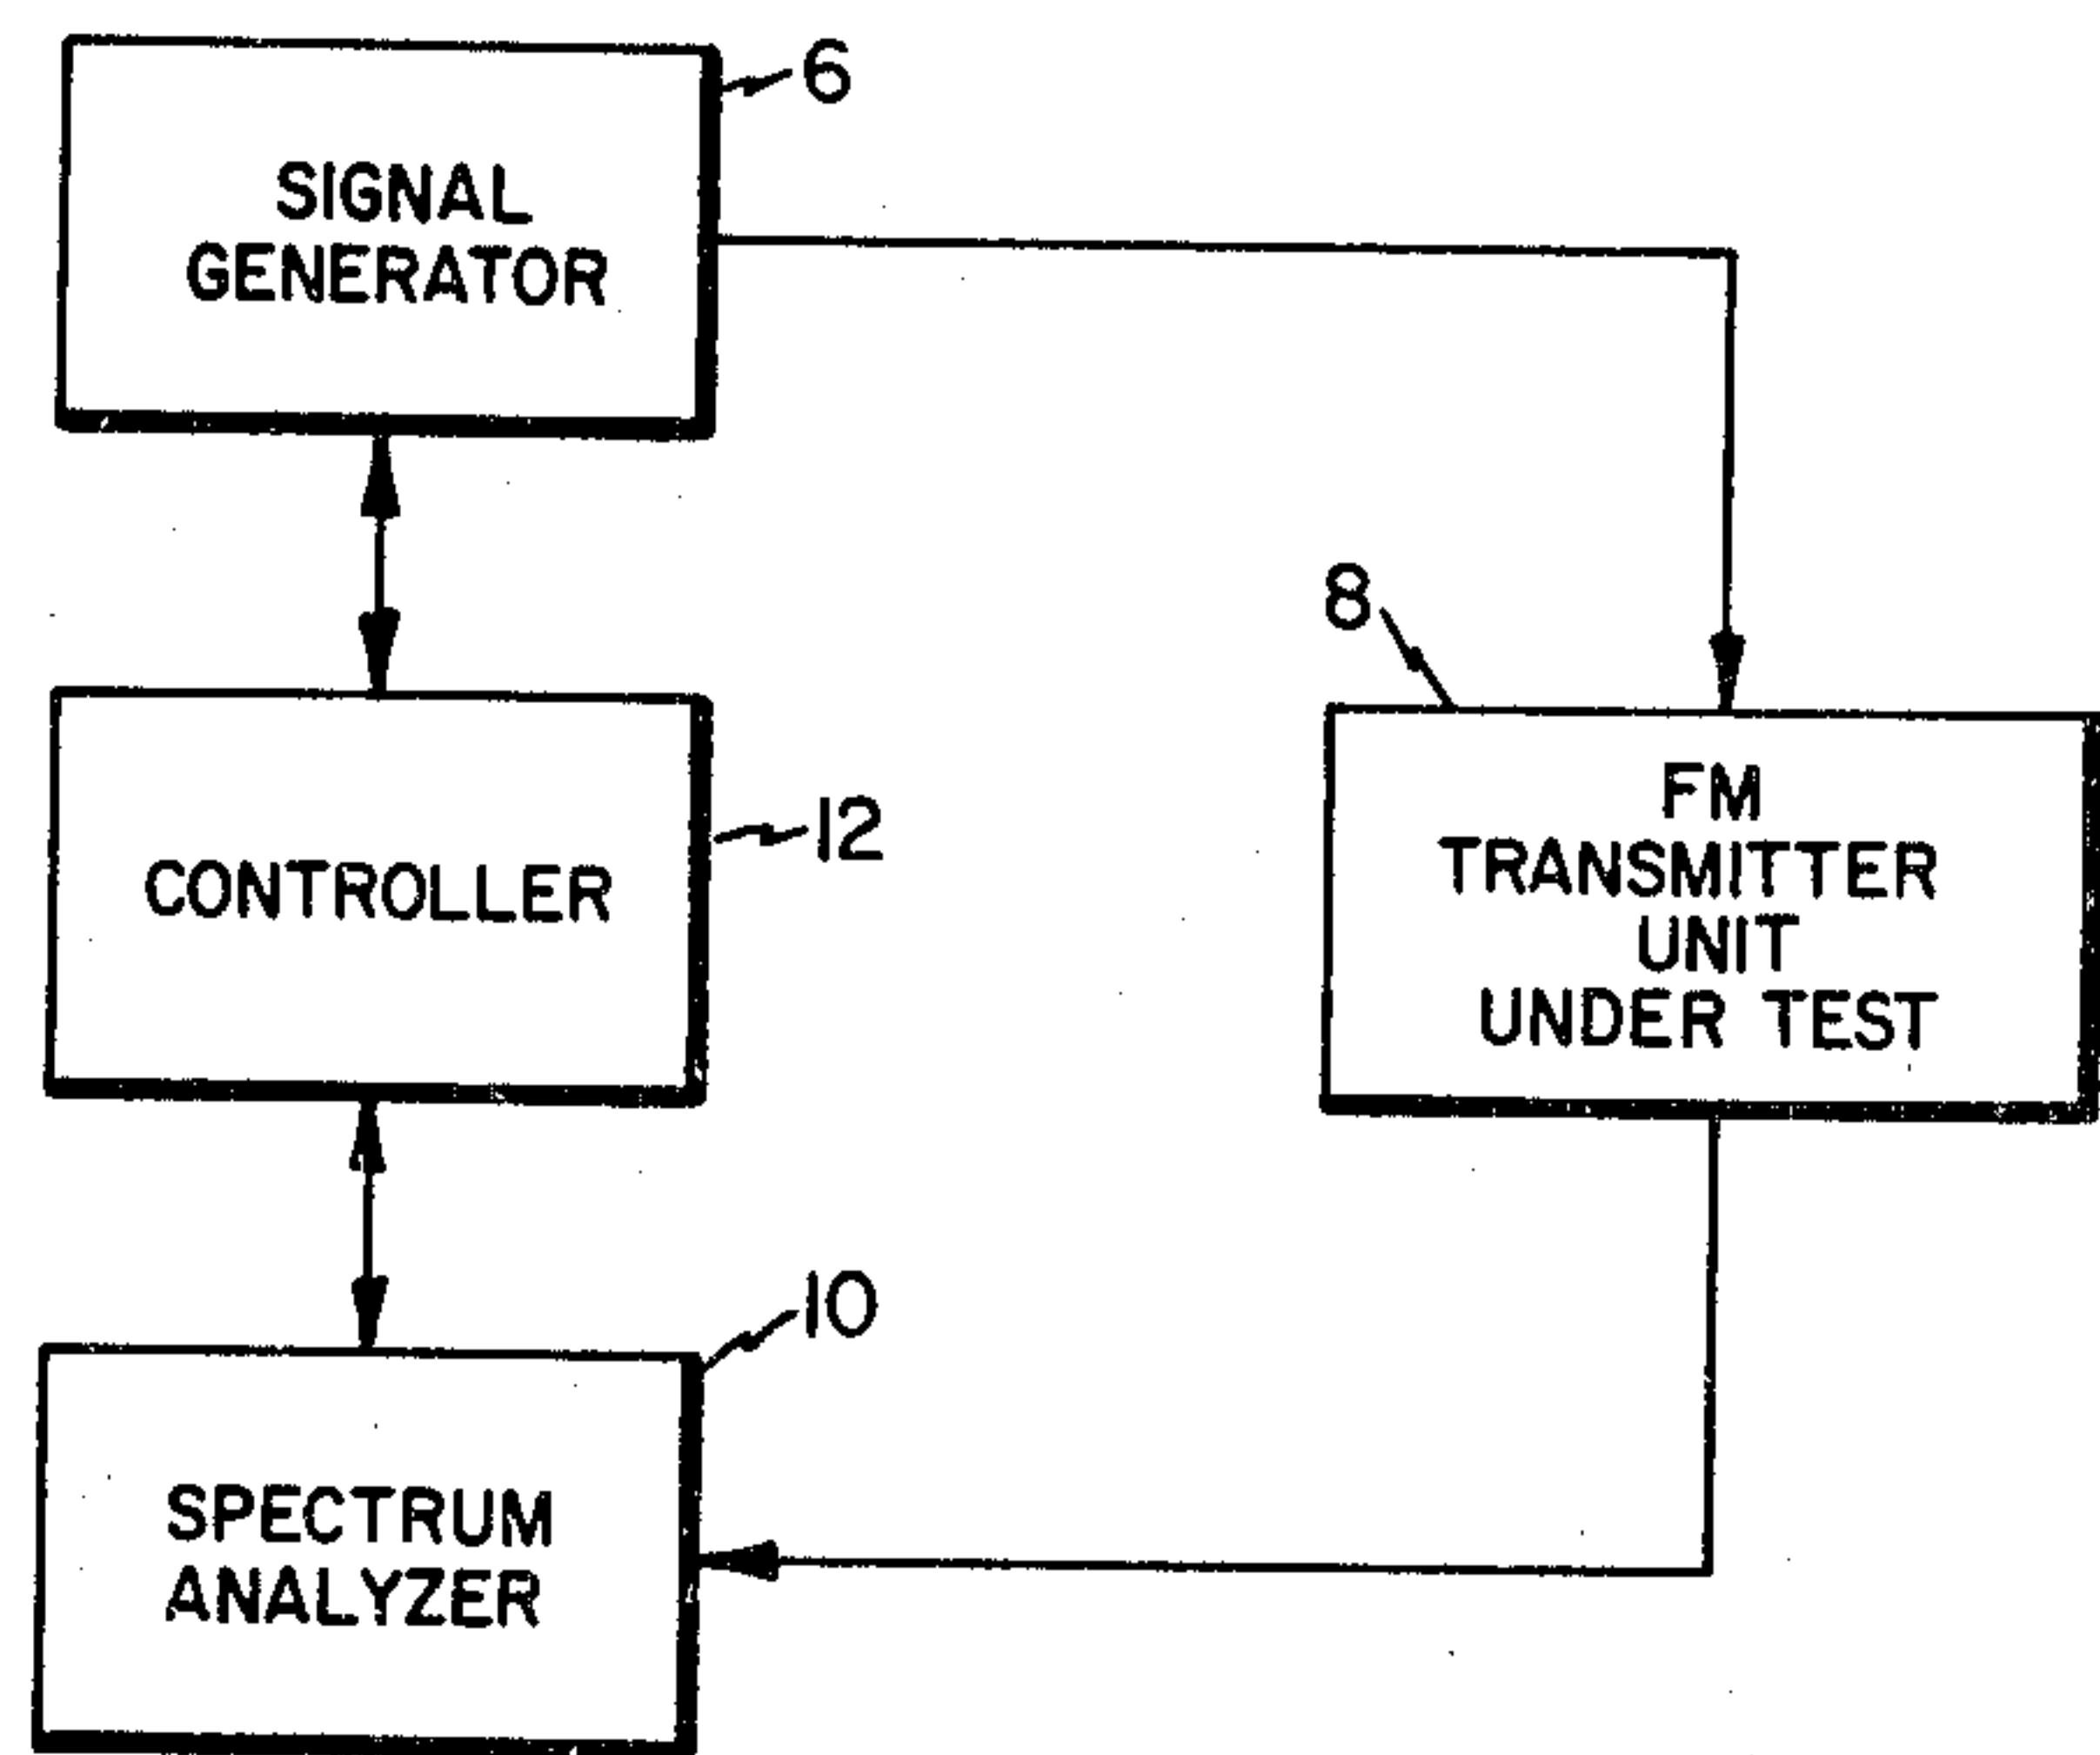 6
SIGNAL
GENERATOR
8
FM
TRANSMITTER
UNIT
UNDER TEST
12
CONTROLLER
10
SPECTRUM
ANALYZER